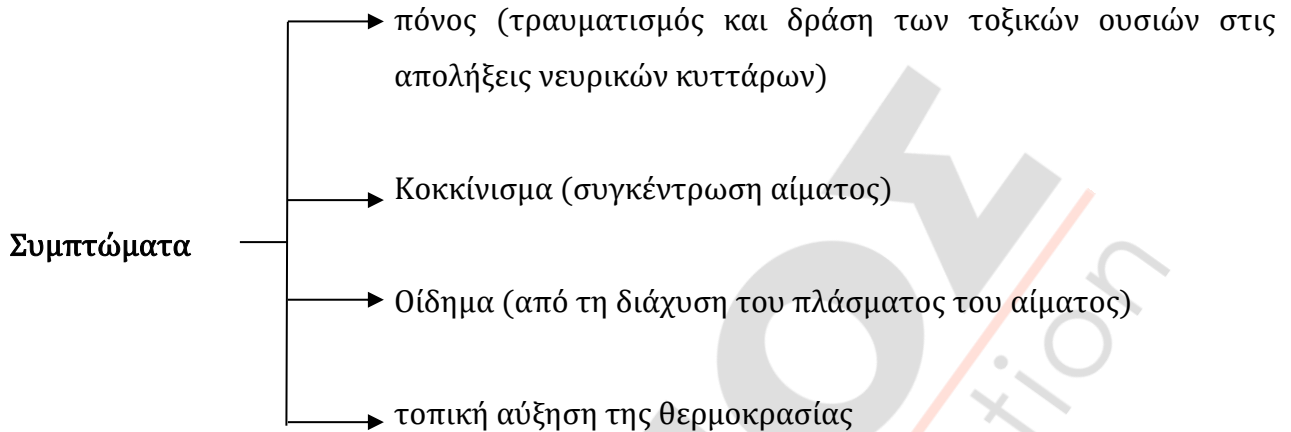 πόνος (τραυματισμός και δράση των τοξικών ουσιών στις
απολήξεις νευρικών κυττάρων)
Κοκκίνισμα (συγκέντρωση αίματος)
Συμπτώματα
Οίδημα (από τη διάχυση του πλάσματος του αίματος)
τοπική αύξηση της θερμοκρασίας